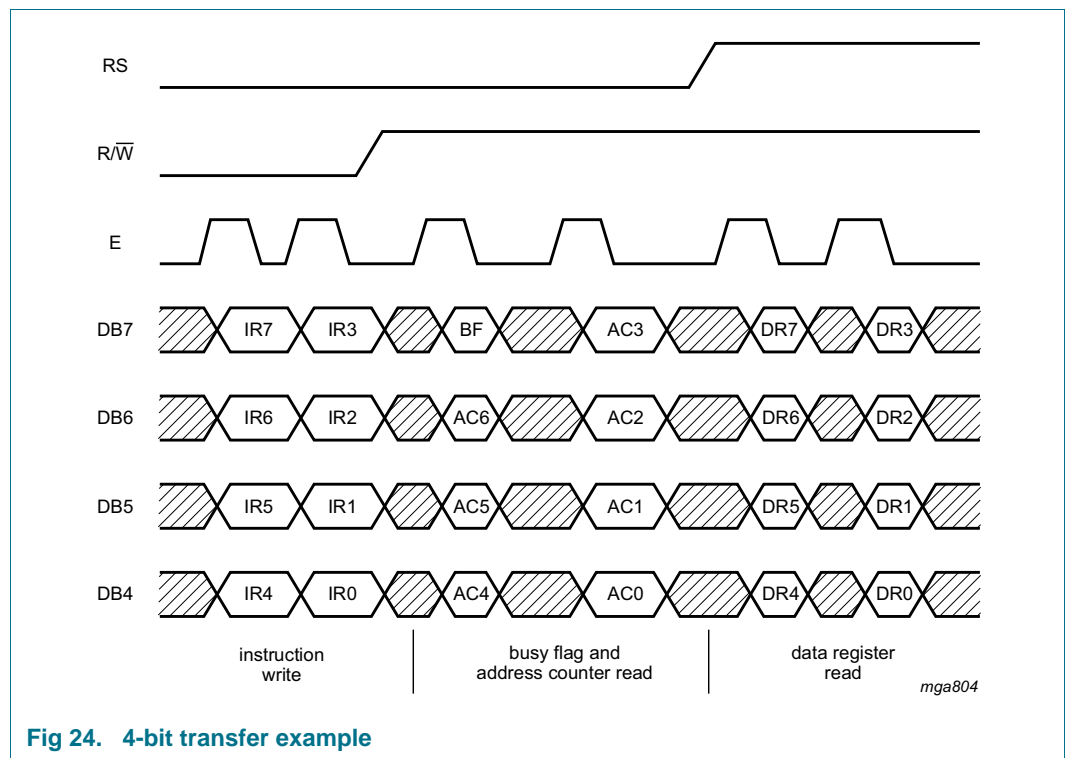 RS
R/W̅
E
DB7 IR7 IR3 BF AC3 DR7 DR3
DB6 IR6 IR2 AC6 AC2 DR6 DR2
DB5 IR5 IR1 AC5 AC1 DR5 DR1
DB4 IR4 IR0 AC4 AC0 DR4 DR0
instruction
write
busy flag and
address counter read
data register
read
mga804
Fig 24. 4-bit transfer example